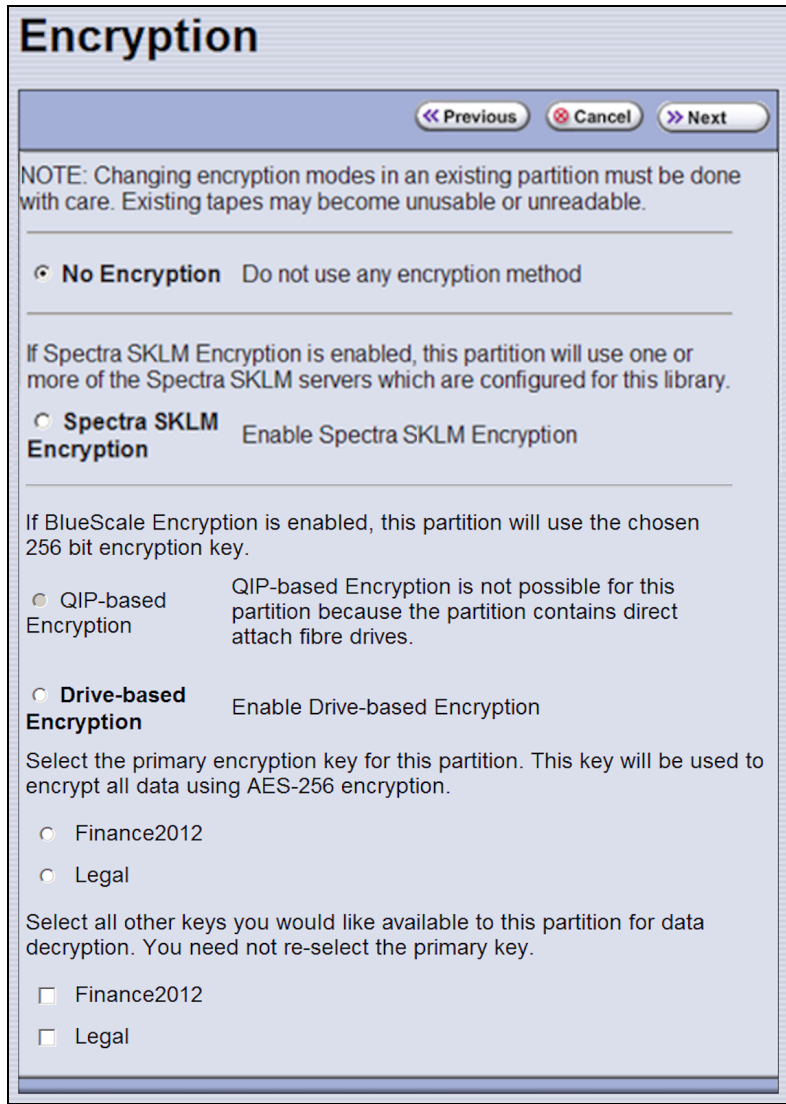 Encryption
Previous
Cancel
Next
NOTE: Changing encryption modes in an existing partition must be done
with care. Existing tapes may become unusable or unreadable.
No Encryption Do not use any encryption method
If Spectra SKLM Encryption is enabled, this partition will use one or
more of the Spectra SKLM servers which are configured for this library.
Spectra SKLM
Encryption
Enable Spectra SKLM Encryption
If BlueScale Encryption is enabled, this partition will use the chosen
256 bit encryption key.
QIP-based
Encryption
QIP-based Encryption is not possible for this
partition because the partition contains direct
attach fibre drives.
Drive-based
Encryption
Enable Drive-based Encryption
Select the primary encryption key for this partition. This key will be used to
encrypt all data using AES-256 encryption.
Finance2012
Legal
Select all other keys you would like available to this partition for data
decryption. You need not re-select the primary key.
Finance2012
Legal